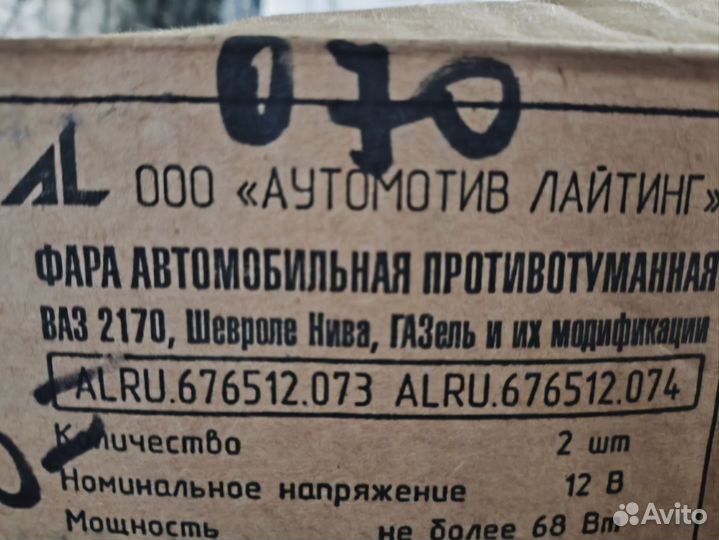 070
AL ООО «АУТОМОТИВ ЛАЙТИНГ»
ФАРА АВТОМОБИЛЬНАЯ ПРОТИВОТУМАННАЯ
ВАЗ 2170, Шевроле Нива, ГАЗель и их модификации
ALRU.676512.073 ALRU.676512.074
Количество 2 шт
Номинальное напряжение 12 В
Мощность не более 68 Вт
Avito